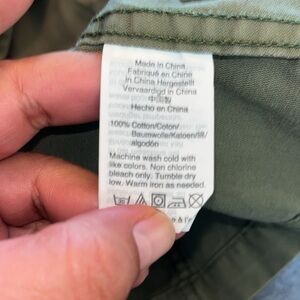 Made in China
Fabriqué en Chine
In China Hergestellt
Vervaardigd in China
中国製
Hecho en China
100% Cotton/Coton/
Baumwolle/Katoen/綿/
algodón
Machine wash cold with
like colors. Non chlorine
bleach only. Tumble dry
low. Warm iron as needed.